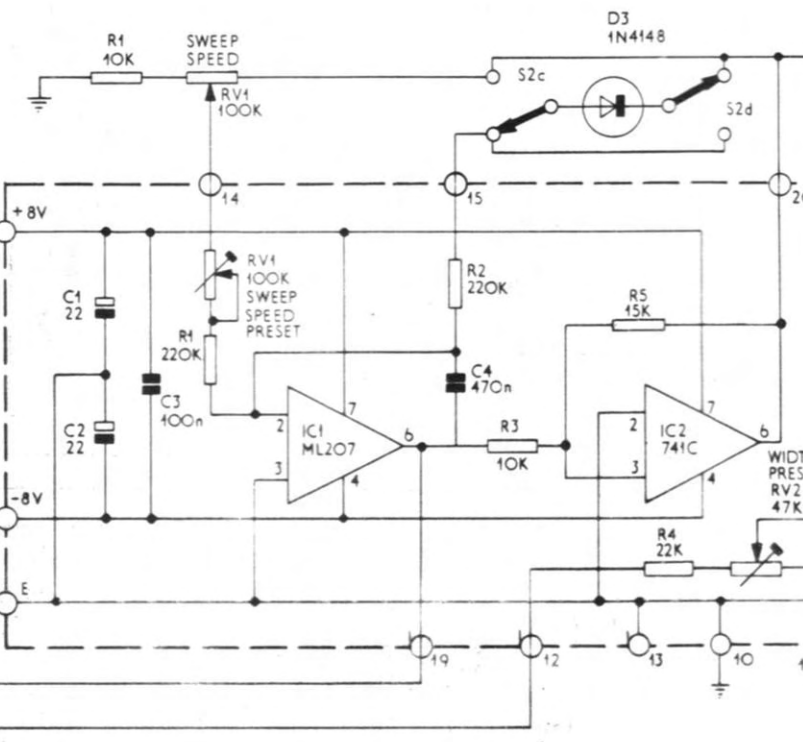 D3
1N4148
R1
10K
SWEEP
SPEED
RV1
100K
S2c
S2d
14
15
+8V
RV1
100K
SWEEP
SPEED
PRESET
R2
220K
C1
22
R5
15K
R1
220K
C4
470n
C3
100n
C2
22
2
IC1
ML207
7
6
3
4
R3
10K
2
IC2
741C
7
6
3
4
-8V
R4
22K
RV2
47K
E
19
12
13
10